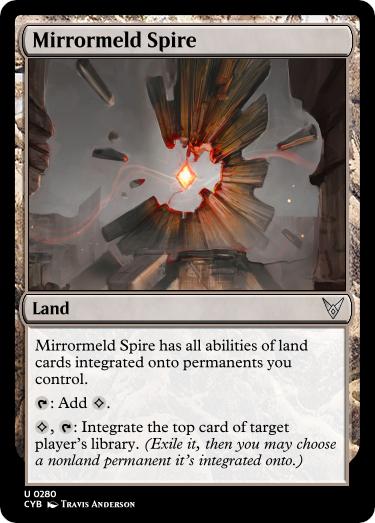 Mirrormeld Spire
Land
Mirrormeld Spire has all abilities of land
cards integrated onto permanents you
control.
: Add .
, : Integrate the top card of target
player's library. (Exile it, then you may choose
a nonland permanent it's integrated onto.)
U 0280
CYB Travis Anderson